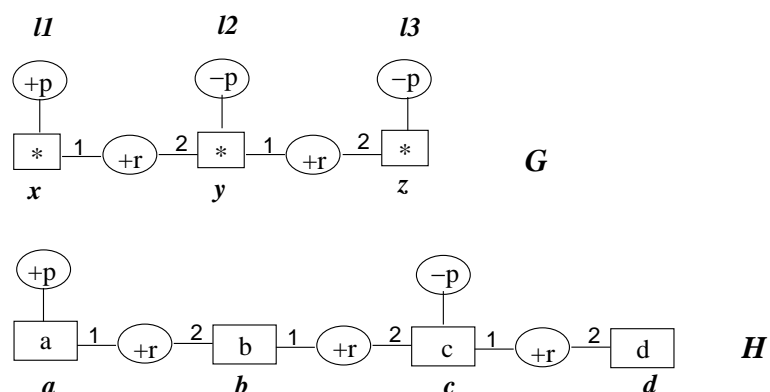 l1 l2 l3
+p −p −p
* 1 +r 2 * 1 +r 2 *
G
x y z
+p −p
a 1 +r 2 b 1 +r 2 c 1 +r 2 d
H
a b c d